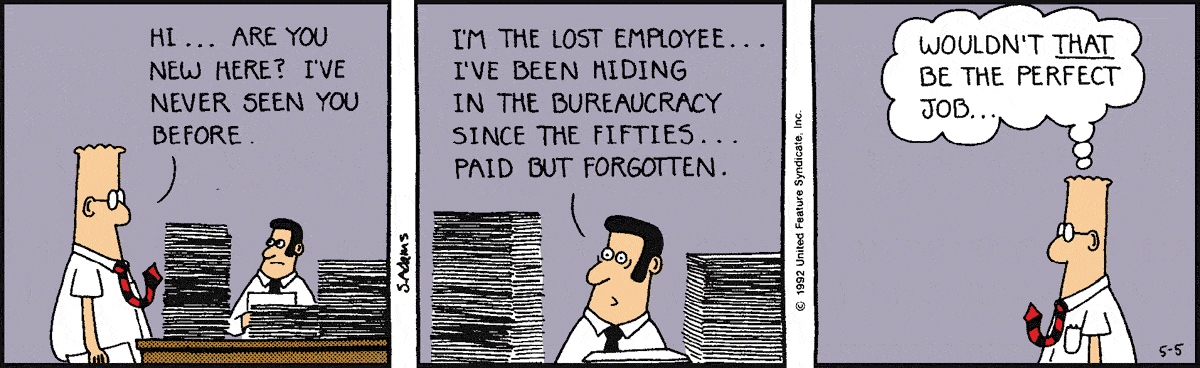 HI... ARE YOU
NEW HERE? I'VE
NEVER SEEN YOU
BEFORE.
S.Adams
I'M THE LOST EMPLOYEE...
I'VE BEEN HIDING
IN THE BUREAUCRACY
SINCE THE FIFTIES...
PAID BUT FORGOTTEN.
© 1992 United Feature Syndicate, Inc.
WOULDN'T THAT
BE THE PERFECT
JOB...
5-5